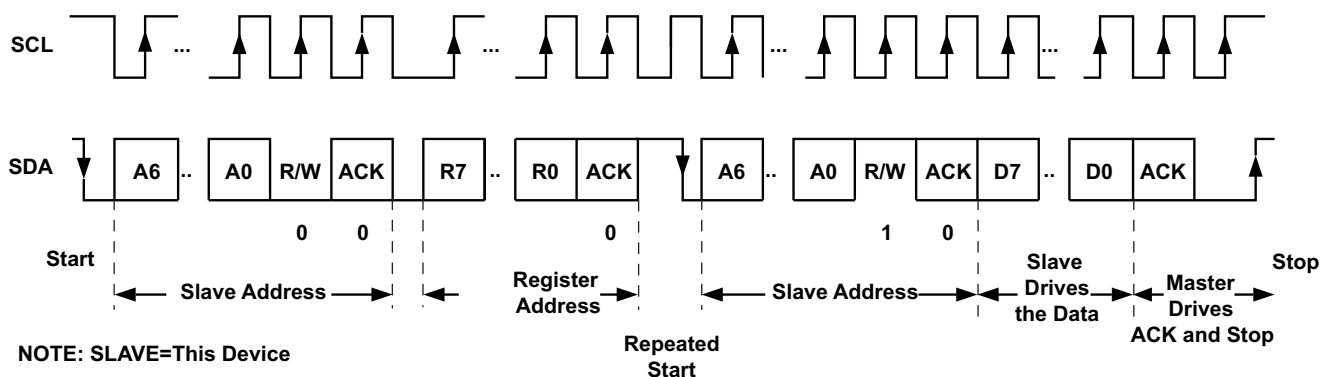 SCL ... ... ... ... ...
SDA A6 .. A0 R/W ACK R7 .. R0 ACK A6 .. A0 R/W ACK D7 .. D0 ACK
0 0 0 1 0
Start Slave Address Register Address Repeated Start Slave Address Slave Drives the Data Master Drives ACK and Stop Stop
NOTE: SLAVE=This Device